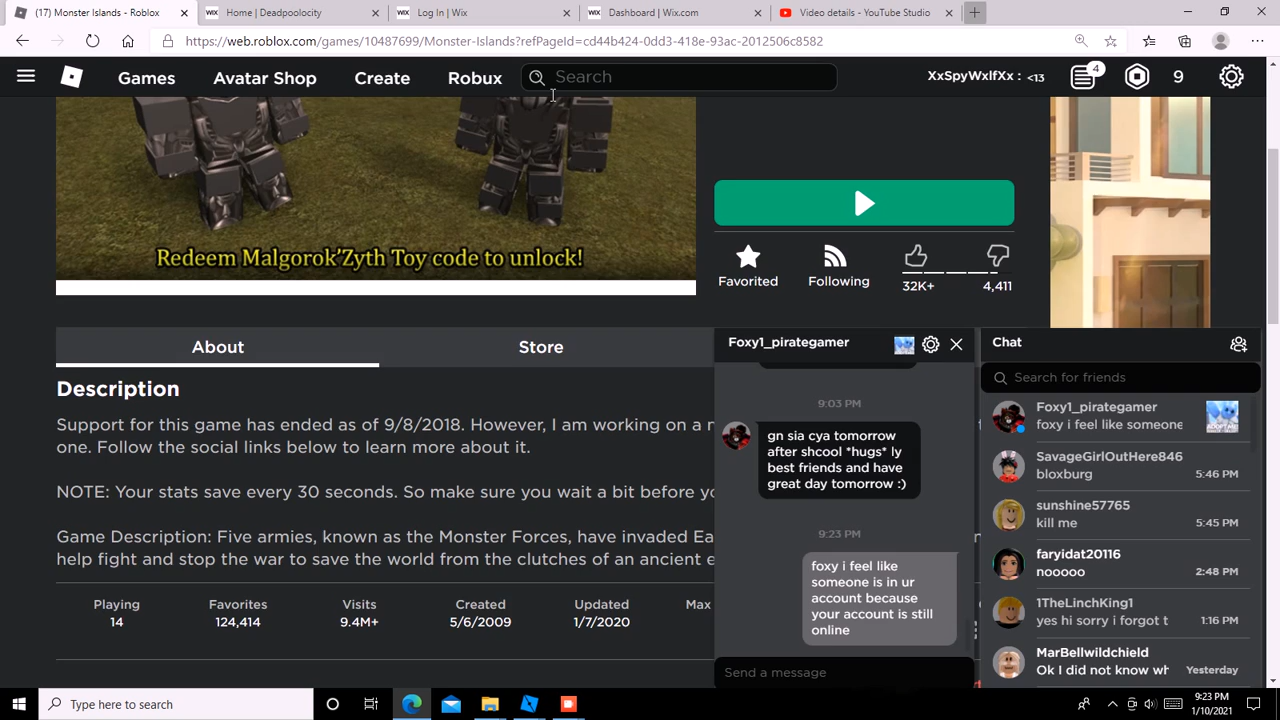 (17) Monster Islands - Roblox
WIX Home | Deadpoolocity
WIX Log In | Wix
WIX Dashboard | Wix.com
Video details - YouTube Studio
https://web.roblox.com/games/10487699/Monster-Islands?refPageId=cd44b424-0dd3-418e-93ac-2012506c8582
Games Avatar Shop Create Robux Search XxSpyWxlfXx : <13 4 9
Redeem Malgorok'Zyth Toy code to unlock!
Favorited Following 32K+ 4,411
About Store
Description
Support for this game has ended as of 9/8/2018. However, I am working on a
one. Follow the social links below to learn more about it.
NOTE: Your stats save every 30 seconds. So make sure you wait a bit before
Game Description: Five armies, known as the Monster Forces, have invaded
help fight and stop the war to save the world from the clutches of an ancient
Playing Favorites Visits Created Updated Max
14 124,414 9.4M+ 5/6/2009 1/7/2020
Foxy1_pirategamer
9:03 PM
gn sia cya tomorrow
after shcool *hugs* ly
best friends and have
great day tomorrow :)
9:23 PM
foxy i feel like
someone is in ur
account because
your account is still
online
Send a message
Chat
Search for friends
Foxy1_pirategamer
foxy i feel like someone
SavageGirlOutHere846
bloxburg 5:46 PM
sunshine57765
kill me 5:45 PM
faryidat20116
nooooo 2:48 PM
1TheLinchKing1
yes hi sorry i forgot t 1:16 PM
MarBellwildchield
Ok I did not know wh Yesterday
Type here to search
9:23 PM
1/10/2021